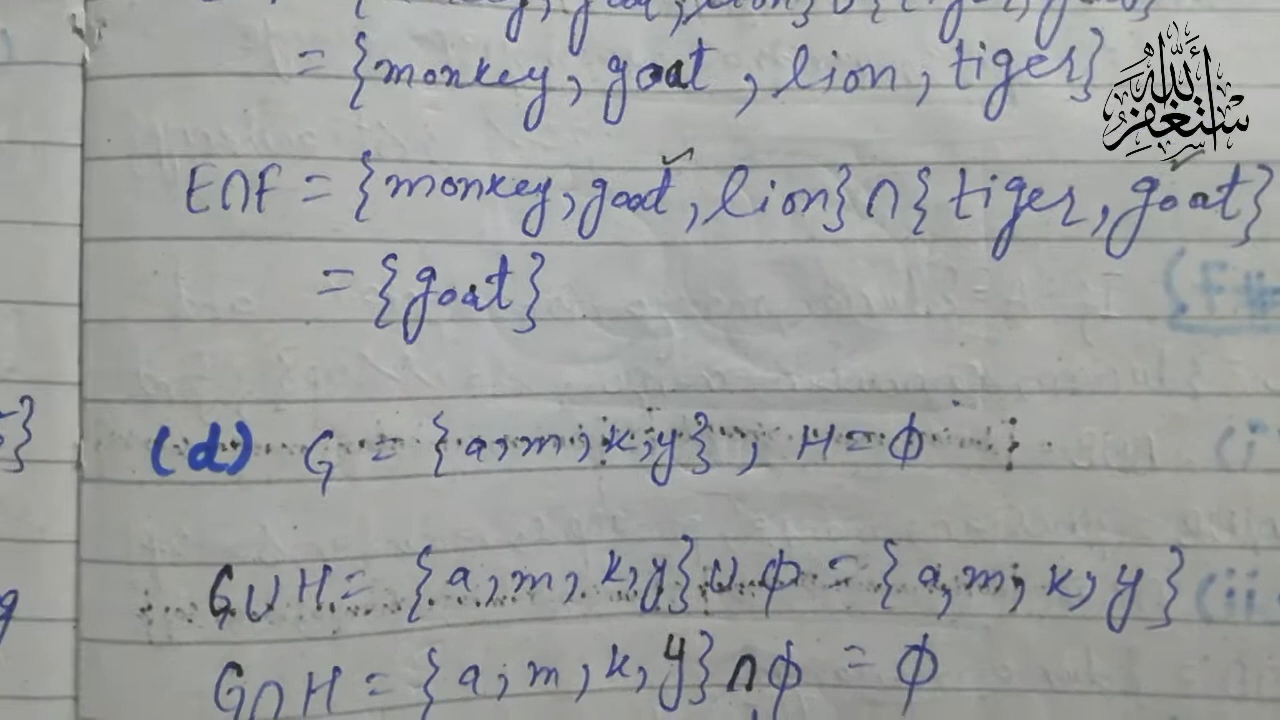 = {monkey, goat, lion, tiger}
أستغفر الله
E∩F = {monkey, goat, lion} ∩ {tiger, goat}
= {goat}
(d) G = {a, m, k, y}, H = ϕ
G∪H = {a, m, k, y} ∪ ϕ = {a, m, k, y}
G∩H = {a, m, k, y} ∩ ϕ = ϕ